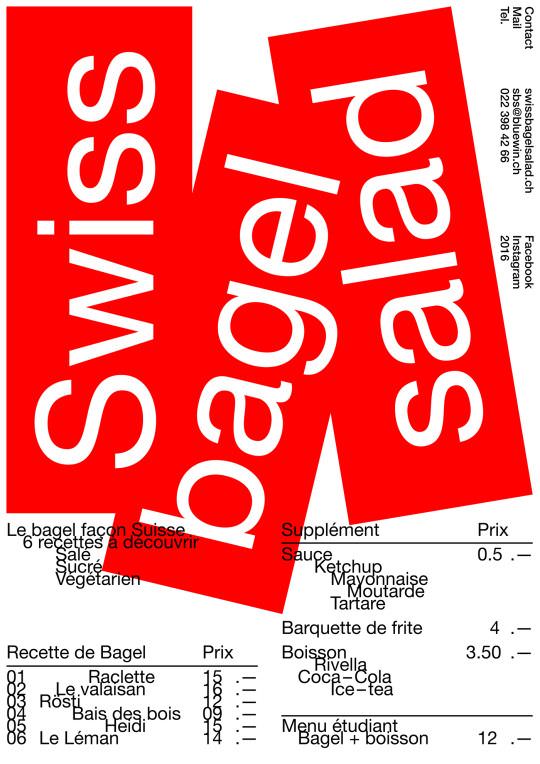 Swiss
bagel
salad
Contact swissbagelsalad.ch Facebook
Mail sbs@bluewin.ch Instagram
Tel. 022 398 42 66 2016
Le bagel façon Suisse
6 recettes à découvrir
Salé
Sucré
Végétarien
Recette de Bagel Prix
01 Raclette 15 .—
02 Le valaisan 16 .—
03 Rösti 12 .—
04 Bais des bois 09 .—
05 Heidi 15 .—
06 Le Léman 14 .—
Supplément Prix
Sauce 0.5 .—
Ketchup
Mayonnaise
Moutarde
Tartare
Barquette de frite 4 .—
Boisson 3.50 .—
Rivella
Coca–Cola
Ice–tea
Menu étudiant
Bagel + boisson 12 .—